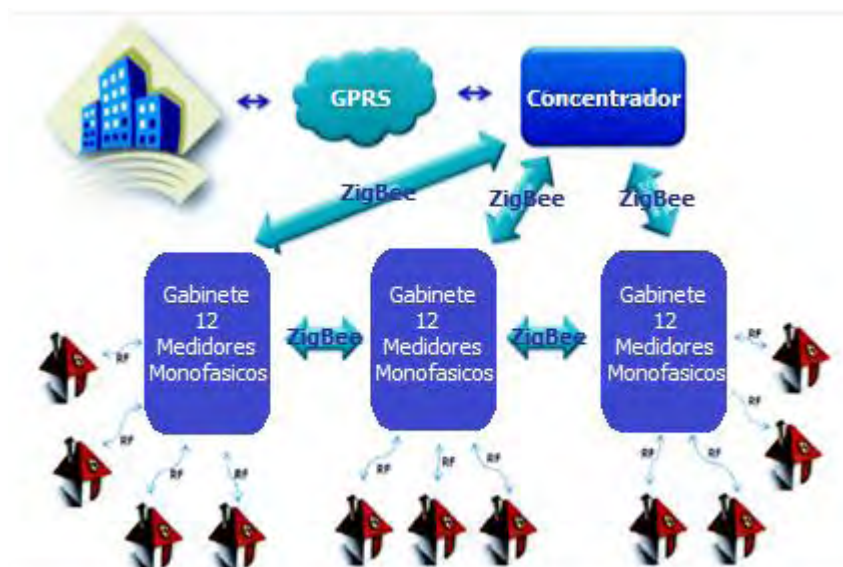 GPRS
Concentrador
ZigBee
ZigBee
ZigBee
Gabinete
12
Medidores
Monofasicos
ZigBee
Gabinete
12
Medidores
Monofasicos
ZigBee
Gabinete
12
Medidores
Monofasicos
RF
RF
RF
RF
RF
RF
RF
RF
RF
RF
RF